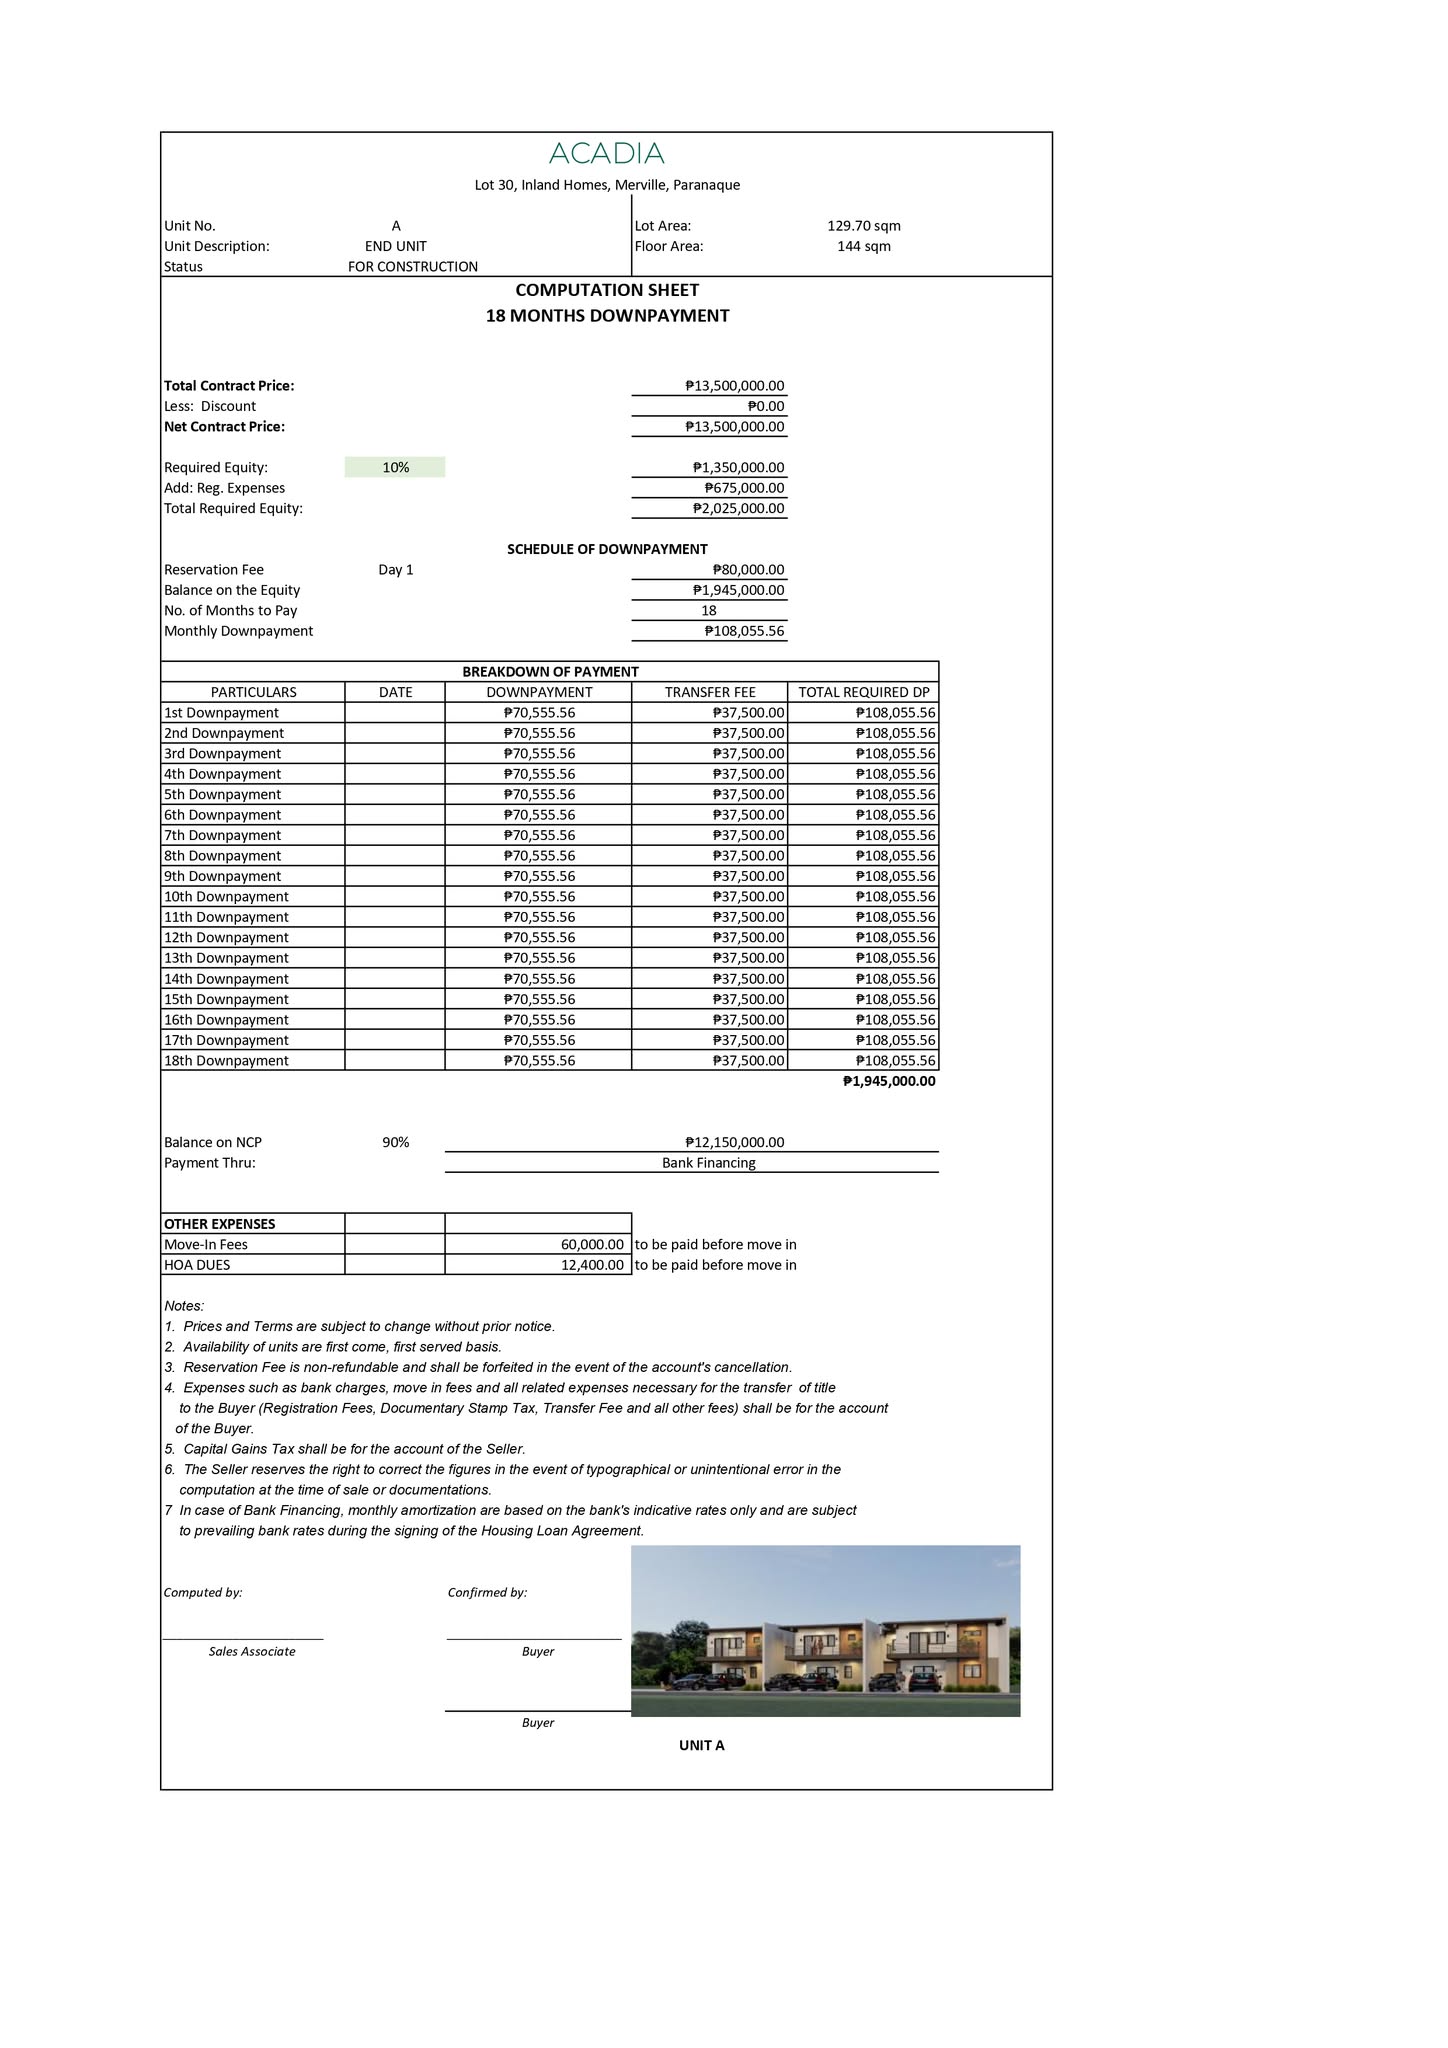 ACADIA
Lot 30, Inland Homes, Merville, Paranaque
Unit No. A Lot Area: 129.70 sqm
Unit Description: END UNIT Floor Area: 144 sqm
Status FOR CONSTRUCTION
COMPUTATION SHEET
18 MONTHS DOWNPAYMENT
Total Contract Price: ₱13,500,000.00
Less: Discount ₱0.00
Net Contract Price: ₱13,500,000.00
Required Equity: 10% ₱1,350,000.00
Add: Reg. Expenses ₱675,000.00
Total Required Equity: ₱2,025,000.00
SCHEDULE OF DOWNPAYMENT
Reservation Fee Day 1 ₱80,000.00
Balance on the Equity ₱1,945,000.00
No. of Months to Pay 18
Monthly Downpayment ₱108,055.56
BREAKDOWN OF PAYMENT
PARTICULARS DATE DOWNPAYMENT TRANSFER FEE TOTAL REQUIRED DP
1st Downpayment ₱70,555.56 ₱37,500.00 ₱108,055.56
2nd Downpayment ₱70,555.56 ₱37,500.00 ₱108,055.56
3rd Downpayment ₱70,555.56 ₱37,500.00 ₱108,055.56
4th Downpayment ₱70,555.56 ₱37,500.00 ₱108,055.56
5th Downpayment ₱70,555.56 ₱37,500.00 ₱108,055.56
6th Downpayment ₱70,555.56 ₱37,500.00 ₱108,055.56
7th Downpayment ₱70,555.56 ₱37,500.00 ₱108,055.56
8th Downpayment ₱70,555.56 ₱37,500.00 ₱108,055.56
9th Downpayment ₱70,555.56 ₱37,500.00 ₱108,055.56
10th Downpayment ₱70,555.56 ₱37,500.00 ₱108,055.56
11th Downpayment ₱70,555.56 ₱37,500.00 ₱108,055.56
12th Downpayment ₱70,555.56 ₱37,500.00 ₱108,055.56
13th Downpayment ₱70,555.56 ₱37,500.00 ₱108,055.56
14th Downpayment ₱70,555.56 ₱37,500.00 ₱108,055.56
15th Downpayment ₱70,555.56 ₱37,500.00 ₱108,055.56
16th Downpayment ₱70,555.56 ₱37,500.00 ₱108,055.56
17th Downpayment ₱70,555.56 ₱37,500.00 ₱108,055.56
18th Downpayment ₱70,555.56 ₱37,500.00 ₱108,055.56
₱1,945,000.00
Balance on NCP 90% ₱12,150,000.00
Payment Thru: Bank Financing
OTHER EXPENSES
Move-In Fees 60,000.00 to be paid before move in
HOA DUES 12,400.00 to be paid before move in
Notes:
1. Prices and Terms are subject to change without prior notice.
2. Availability of units are first come, first served basis.
3. Reservation Fee is non-refundable and shall be forfeited in the event of the account's cancellation.
4. Expenses such as bank charges, move in fees and all related expenses necessary for the transfer of title
to the Buyer (Registration Fees, Documentary Stamp Tax, Transfer Fee and all other fees) shall be for the account
of the Buyer.
5. Capital Gains Tax shall be for the account of the Seller.
6. The Seller reserves the right to correct the figures in the event of typographical or unintentional error in the
computation at the time of sale or documentations.
7 In case of Bank Financing, monthly amortization are based on the bank's indicative rates only and are subject
to prevailing bank rates during the signing of the Housing Loan Agreement.
Computed by: Confirmed by:
Sales Associate Buyer
Buyer
UNIT A